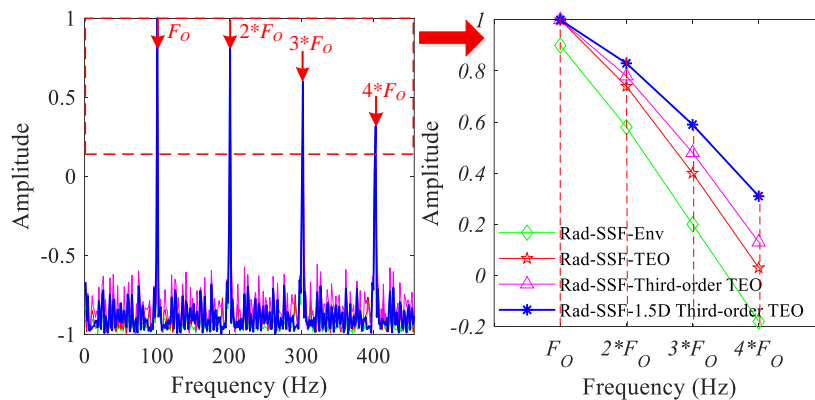 1
0.5
0
-0.5
-1
Amplitude
F_O
2*F_O
3*F_O
4*F_O
0
100
200
300
400
Frequency (Hz)
1
0.8
0.6
0.4
0.2
0
-0.2
Amplitude
Rad-SSF-Env
Rad-SSF-TEO
Rad-SSF-Third-order TEO
Rad-SSF-1.5D Third-order TEO
F_O
2*F_O
3*F_O
4*F_O
Frequency (Hz)